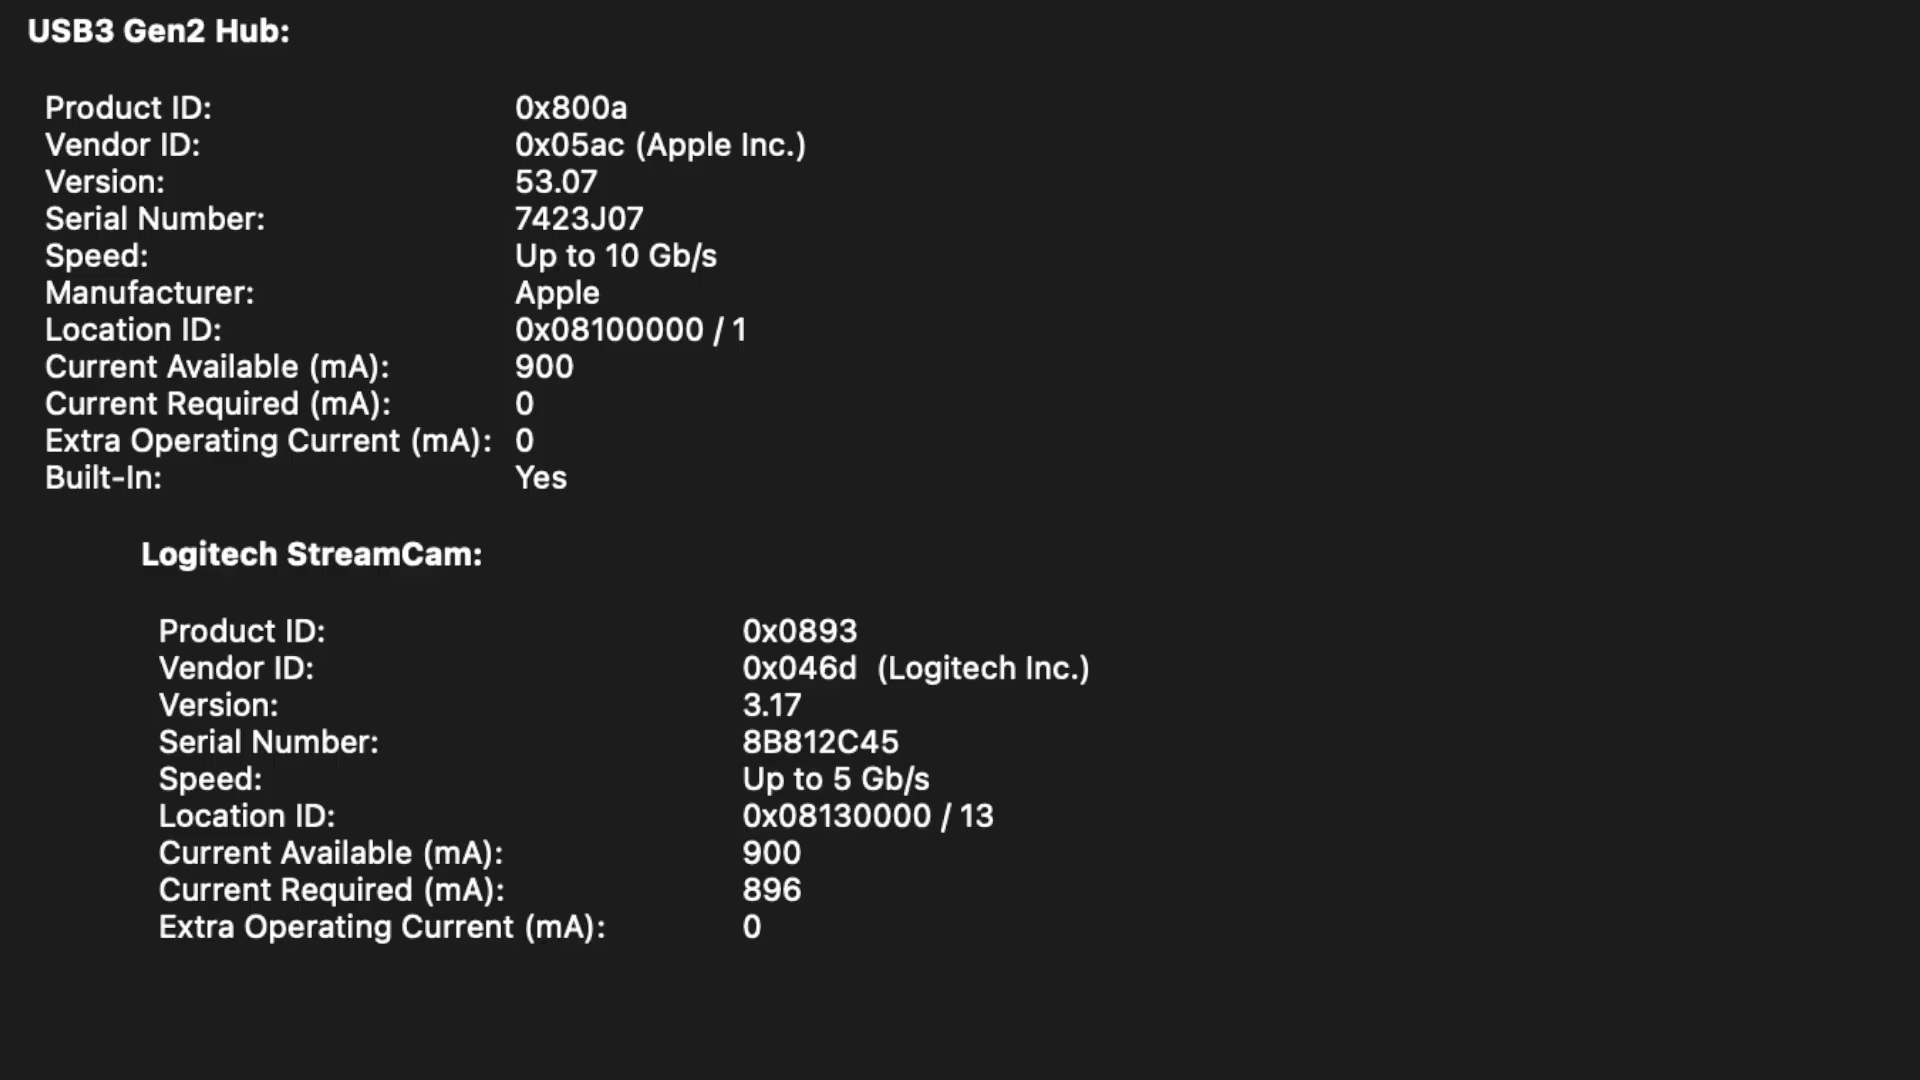 USB3 Gen2 Hub:
Product ID: 0x800a
Vendor ID: 0x05ac (Apple Inc.)
Version: 53.07
Serial Number: 7423J07
Speed: Up to 10 Gb/s
Manufacturer: Apple
Location ID: 0x08100000 / 1
Current Available (mA): 900
Current Required (mA): 0
Extra Operating Current (mA): 0
Built-In: Yes
Logitech StreamCam:
Product ID: 0x0893
Vendor ID: 0x046d (Logitech Inc.)
Version: 3.17
Serial Number: 8B812C45
Speed: Up to 5 Gb/s
Location ID: 0x08130000 / 13
Current Available (mA): 900
Current Required (mA): 896
Extra Operating Current (mA): 0